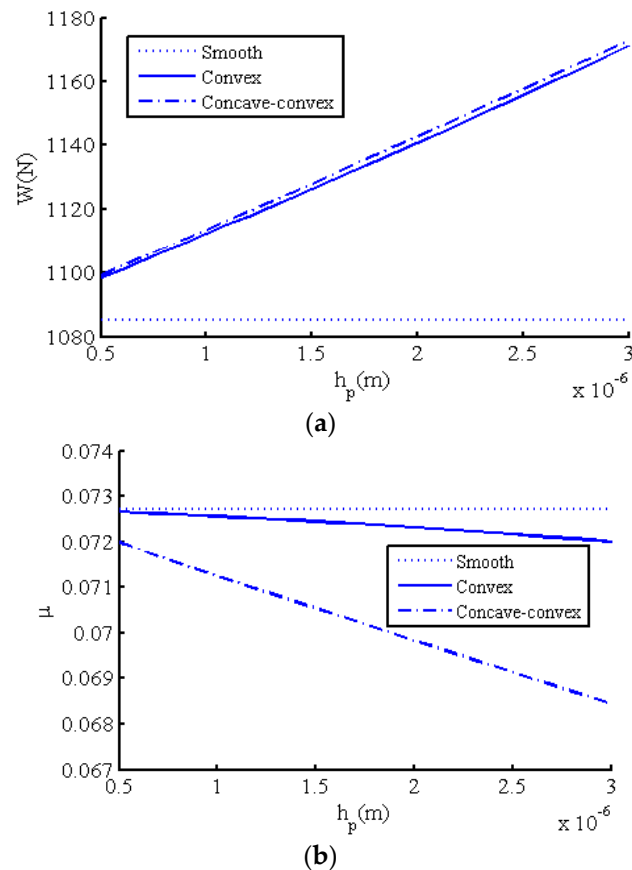 1180
1160
1140
1120
1100
1080
W(N)
Smooth
Convex
Concave-convex
0.5 1 1.5 2 2.5 3
h_p(m)
x 10^-6
(a)
0.074
0.073
0.072
0.071
0.07
0.069
0.068
0.067
μ
Smooth
Convex
Concave-convex
0.5 1 1.5 2 2.5 3
h_p(m)
x 10^-6
(b)